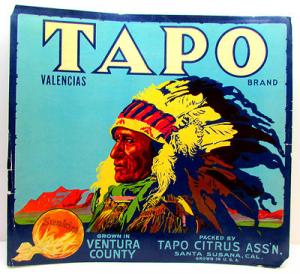 TAPO
VALENCIAS
BRAND
Sunkist
GROWN IN
VENTURA
COUNTY
PACKED BY
TAPO CITRUS ASS'N.
SANTA SUSANA, CAL.
GROWN IN U.S.A.